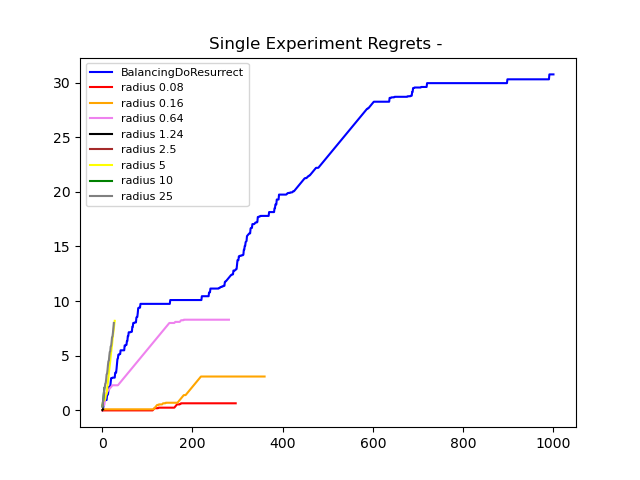 Single Experiment Regrets -
BalancingDoResurrect
radius 0.08
radius 0.16
radius 0.64
radius 1.24
radius 2.5
radius 5
radius 10
radius 25
30
25
20
15
10
5
0
0 200 400 600 800 1000